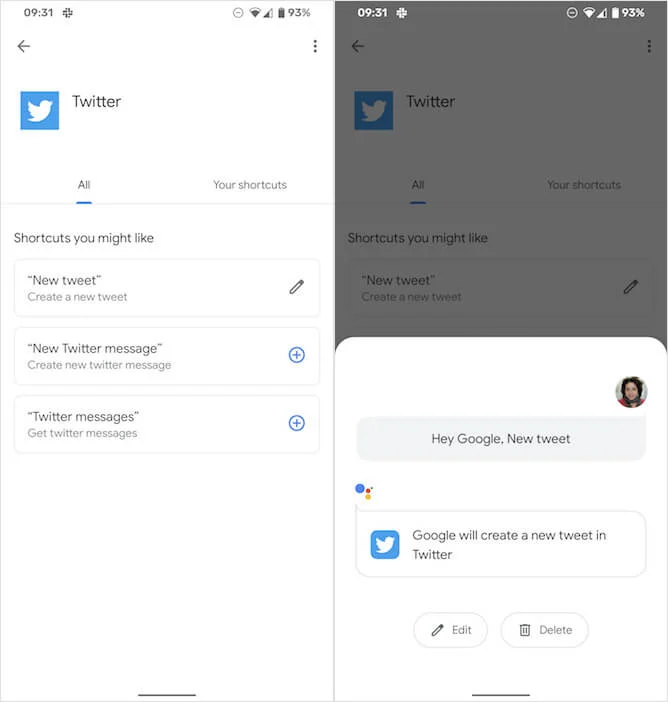 09:31
93%
Twitter
All
Your shortcuts
Shortcuts you might like
“New tweet”
Create a new tweet
“New Twitter message”
Create new twitter message
“Twitter messages”
Get twitter messages
09:31
93%
Twitter
All
Your shortcuts
Shortcuts you might like
“New tweet”
Create a new tweet
Hey Google, New tweet
Google will create a new tweet in
Twitter
Edit
Delete